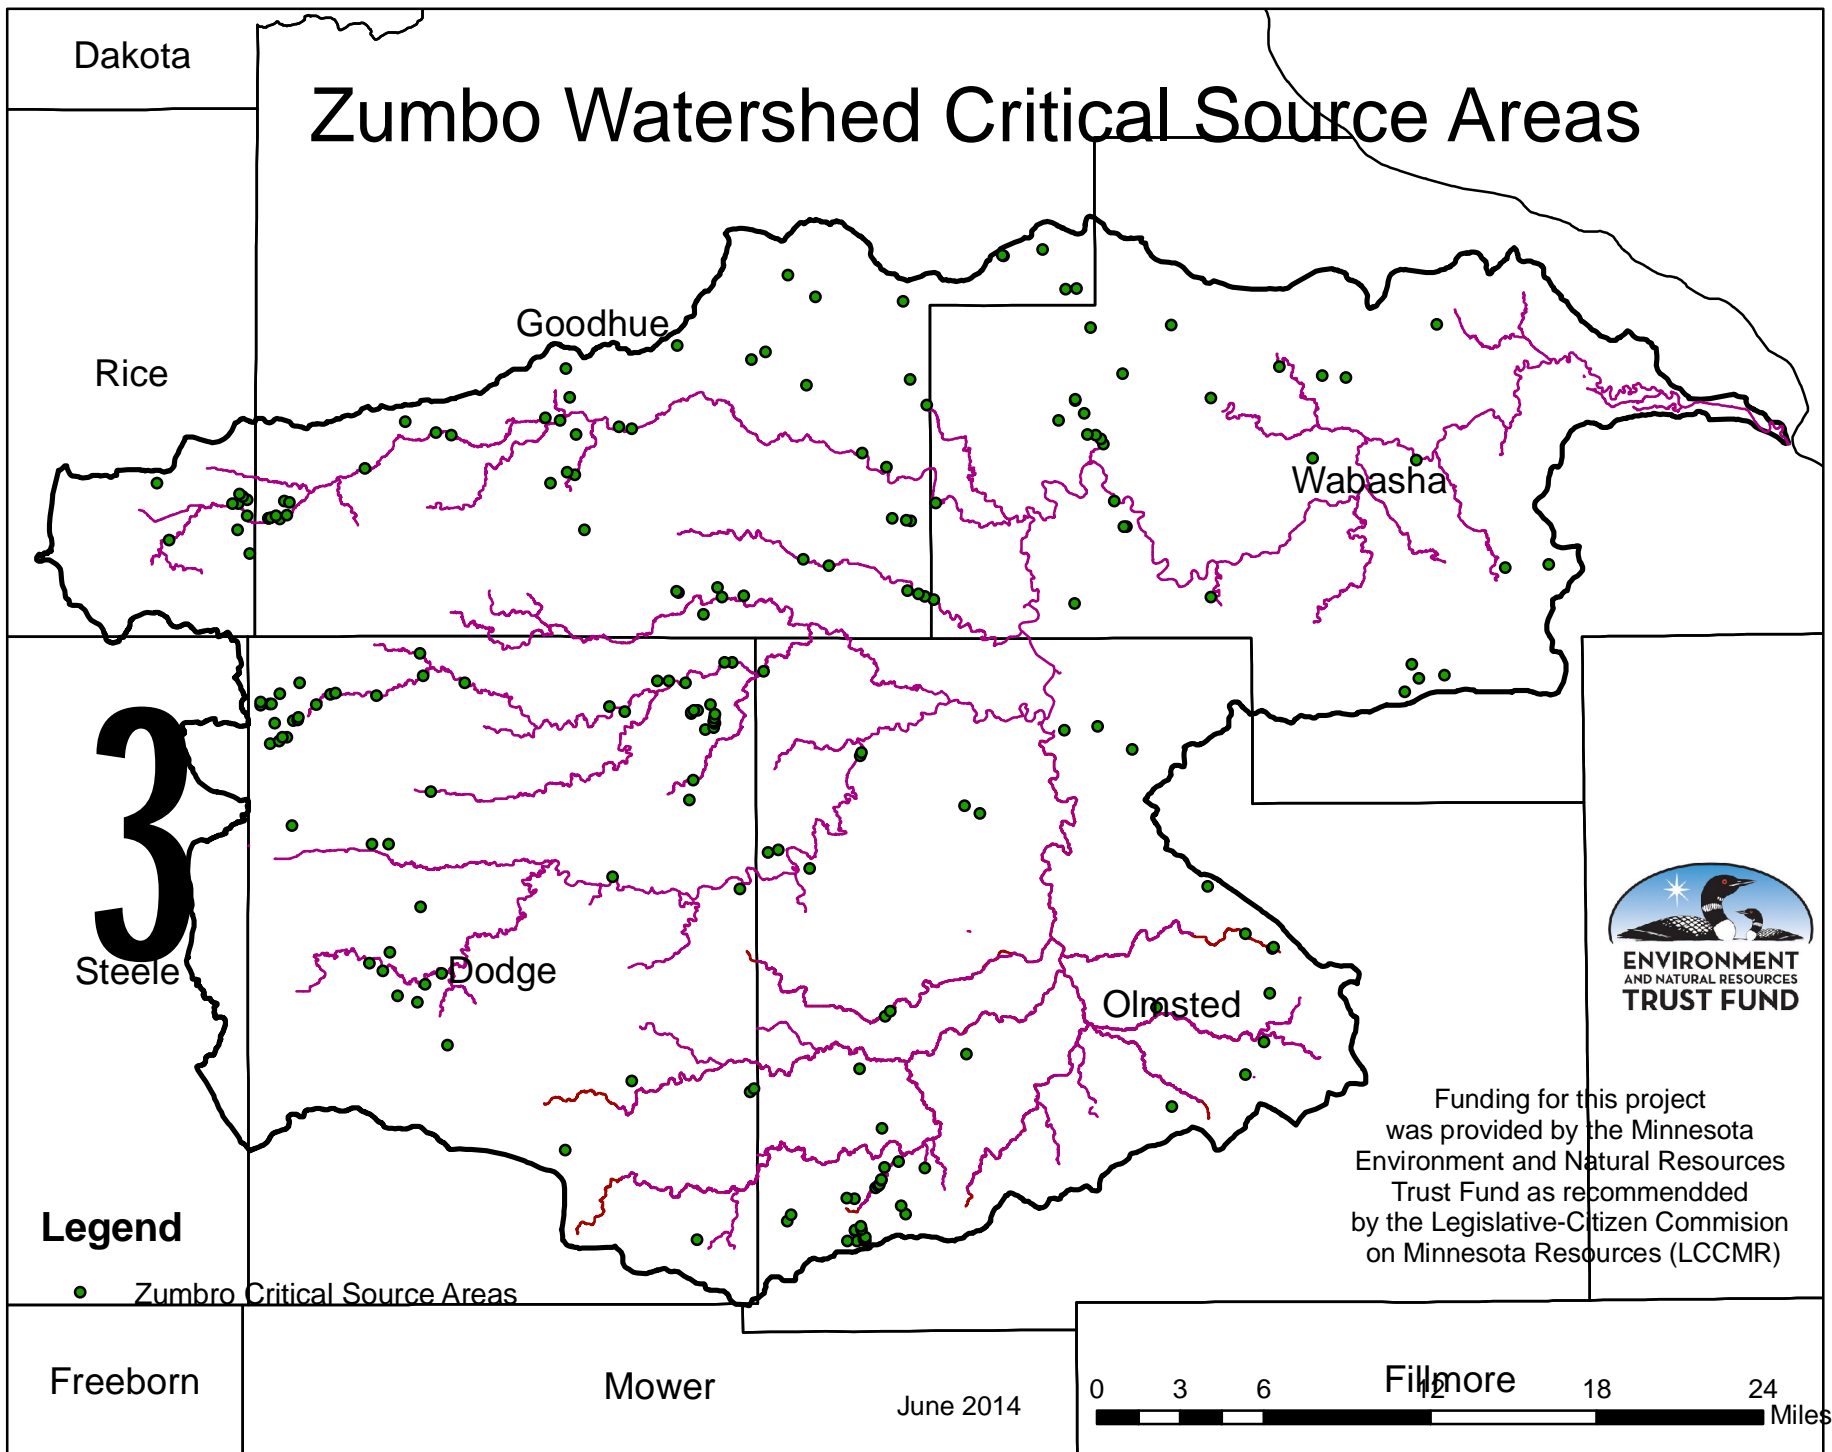 Dakota
Zumbo Watershed Critical Source Areas
Goodhue
Rice
Wabasha
3
Steele
Dodge
Olmsted
ENVIRONMENT
AND NATURAL RESOURCES
TRUST FUND
Funding for this project
was provided by the Minnesota
Environment and Natural Resources
Trust Fund as recommendded
by the Legislative-Citizen Commision
on Minnesota Resources (LCCMR)
Legend
Zumbro Critical Source Areas
Freeborn
Mower
June 2014
Fillmore
0 3 6 12 18 24
Miles